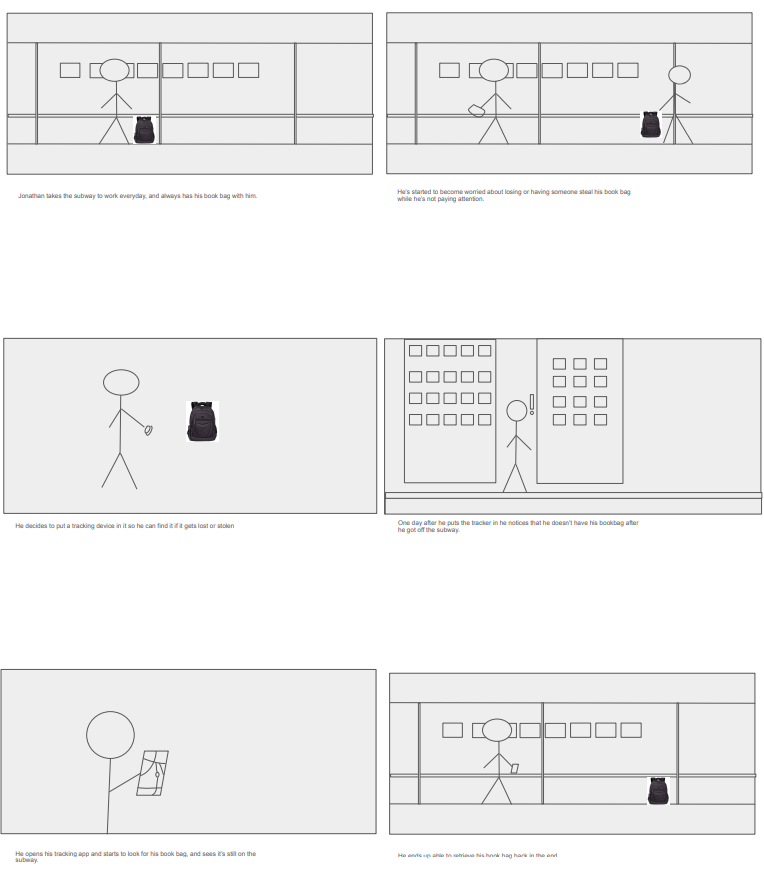 Jonathan takes the subway to work everyday, and always has his book bag with him.
He's started to become worried about losing or having someone steal his book bag
while he's not paying attention.
He decides to put a tracking device in it so he can find it if it gets lost or stolen
One day after he puts the tracker in he notices that he doesn't have his bookbag after
he got off the subway.
He opens his tracking app and starts to look for his book bag, and sees it's still on the
subway.
He ends up able to retrieve his book bag back in the end